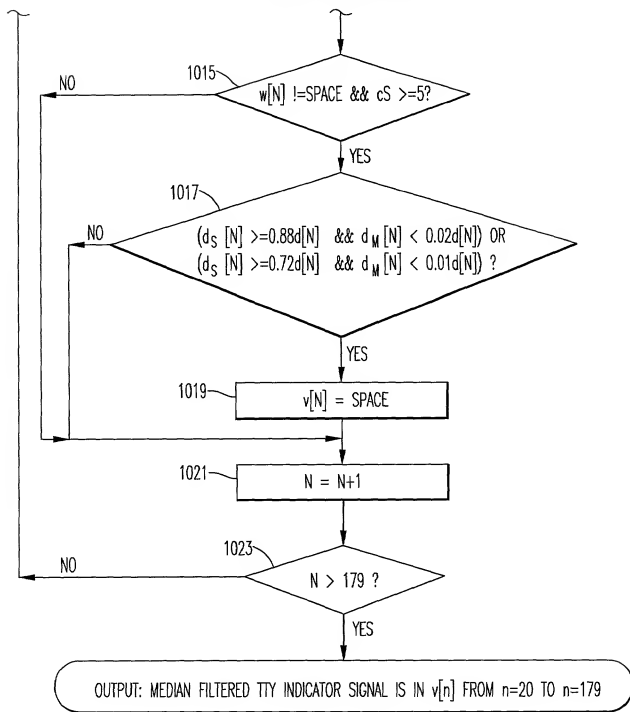 1015
NO
w[N] !=SPACE && cS >=5?
YES
1017
NO
(dS [N] >=0.88d[N] && dM [N] < 0.02d[N]) OR
(dS [N] >=0.72d[N] && dM [N] < 0.01d[N]) ?
YES
1019
v[N] = SPACE
1021
N = N+1
1023
NO
N > 179 ?
YES
OUTPUT: MEDIAN FILTERED TTY INDICATOR SIGNAL IS IN v[n] FROM n=20 TO n=179